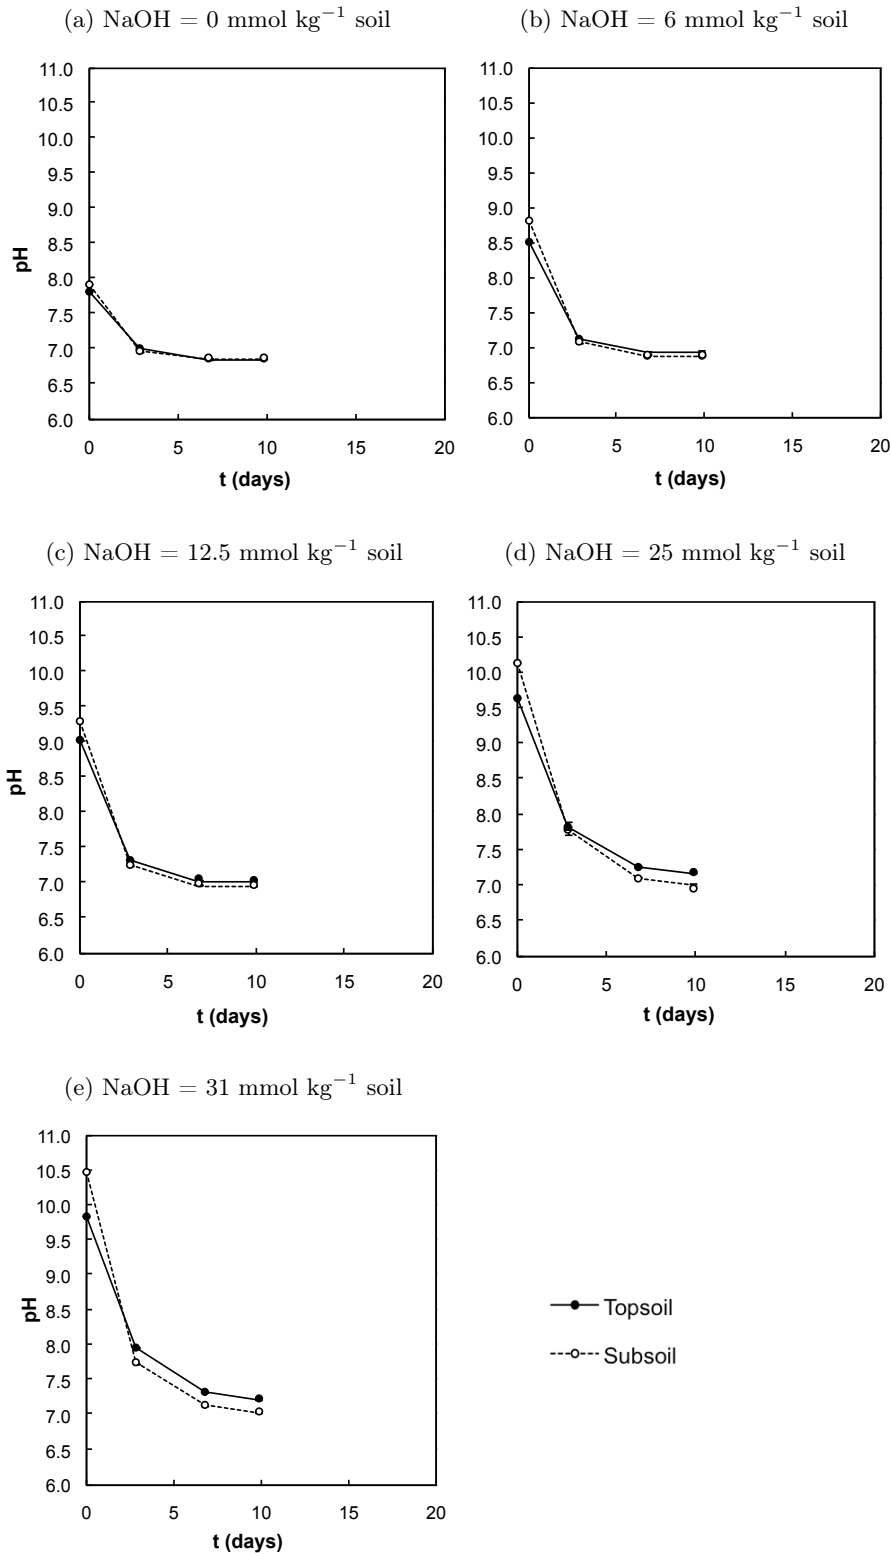 (a) NaOH = 0 mmol kg⁻¹ soil
11.0
10.5
10.0
9.5
9.0
8.5
8.0
7.5
7.0
6.5
6.0
pH
0 5 10 15 20
t (days)
(b) NaOH = 6 mmol kg⁻¹ soil
11.0
10.5
10.0
9.5
9.0
8.5
8.0
7.5
7.0
6.5
6.0
0 5 10 15 20
t (days)
(c) NaOH = 12.5 mmol kg⁻¹ soil
11.0
10.5
10.0
9.5
9.0
8.5
8.0
7.5
7.0
6.5
6.0
pH
0 5 10 15 20
t (days)
(d) NaOH = 25 mmol kg⁻¹ soil
11.0
10.5
10.0
9.5
9.0
8.5
8.0
7.5
7.0
6.5
6.0
0 5 10 15 20
t (days)
(e) NaOH = 31 mmol kg⁻¹ soil
11.0
10.5
10.0
9.5
9.0
8.5
8.0
7.5
7.0
6.5
6.0
pH
0 5 10 15 20
t (days)
Topsoil
Subsoil